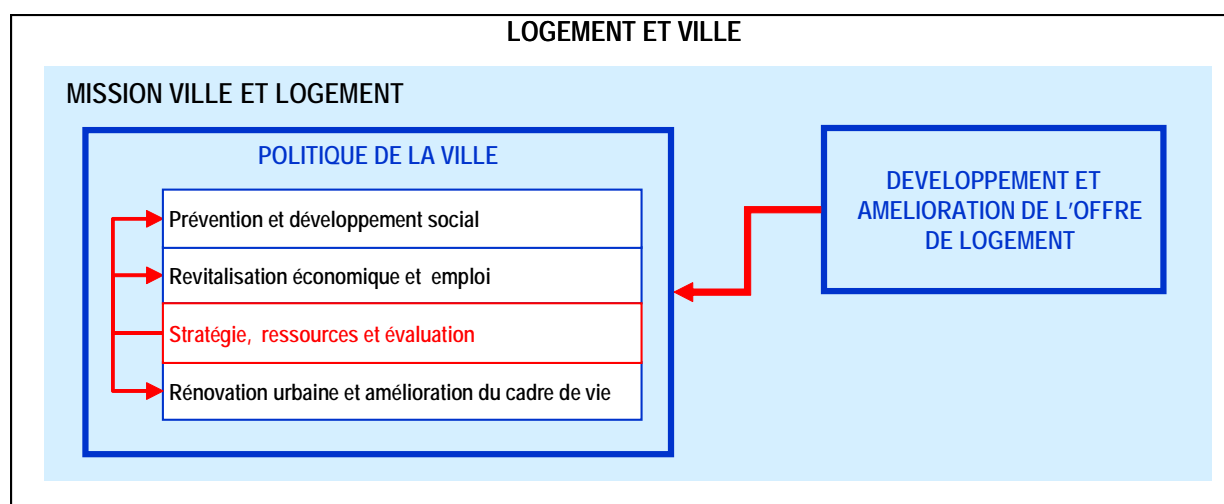 LOGEMENT ET VILLE
MISSION VILLE ET LOGEMENT
POLITIQUE DE LA VILLE
Prévention et développement social
Revitalisation économique et emploi
Stratégie, ressources et évaluation
Rénovation urbaine et amélioration du cadre de vie
DEVELOPPEMENT ET
AMELIORATION DE L'OFFRE
DE LOGEMENT